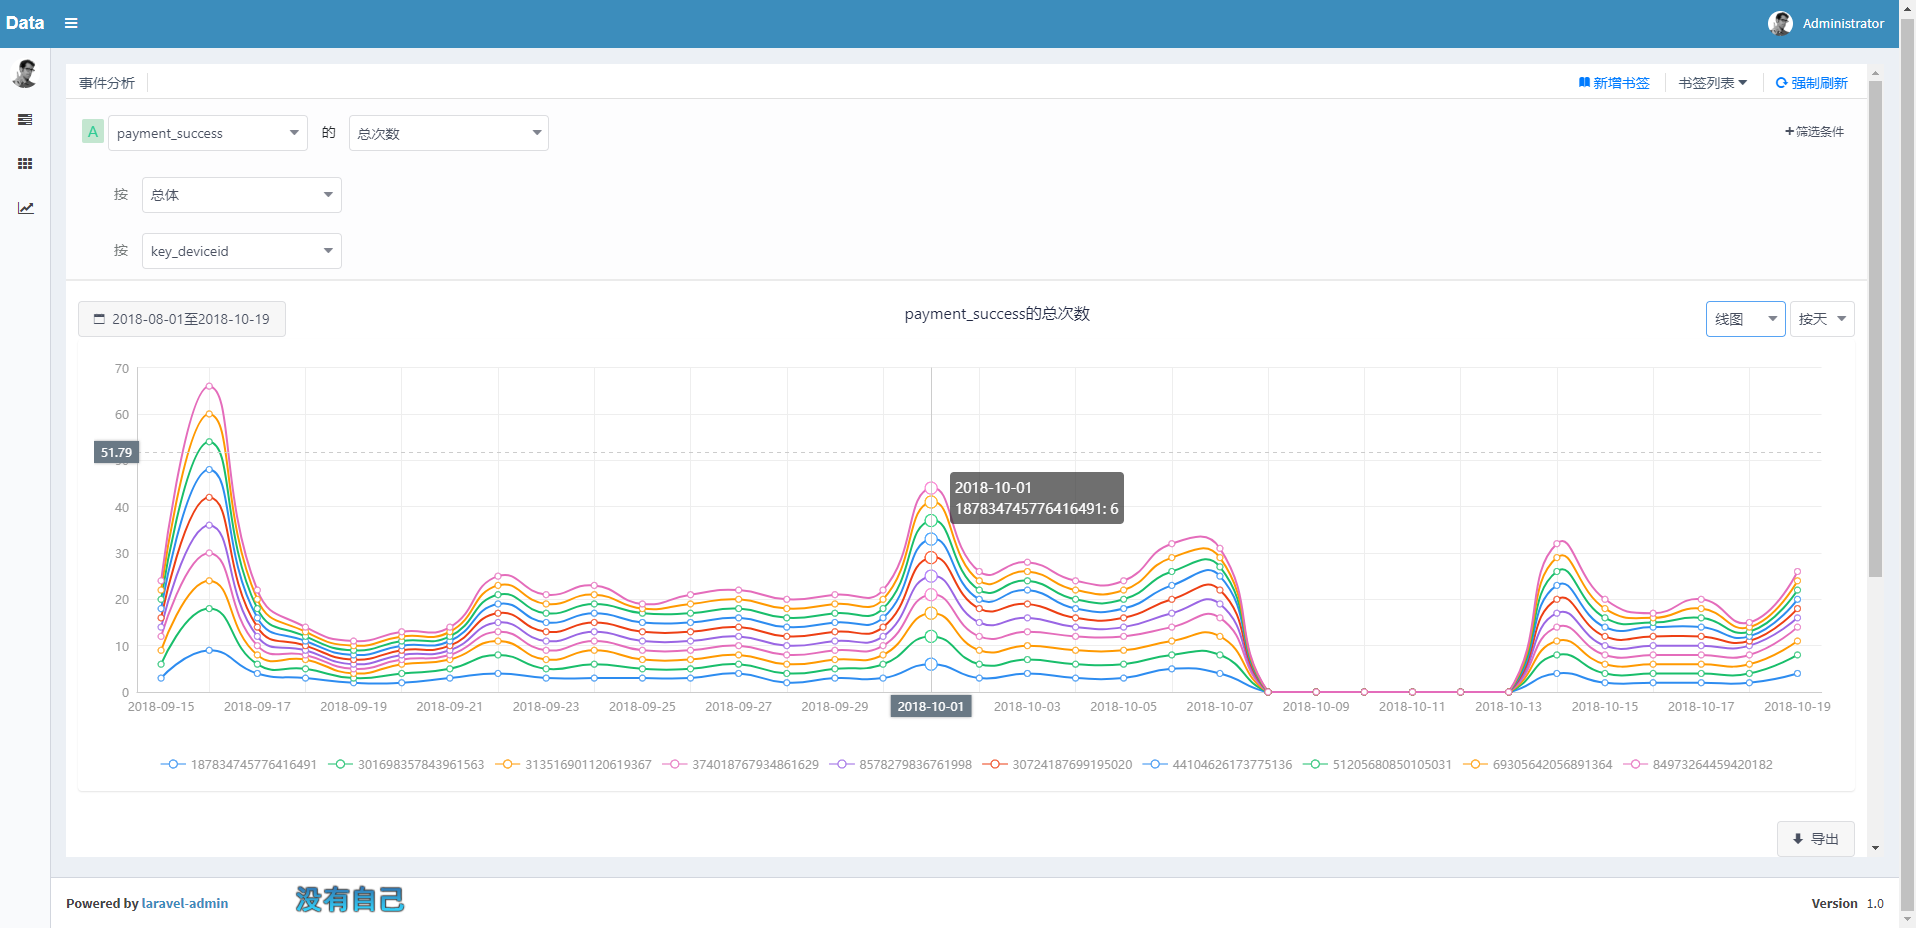 Data
Administrator
事件分析
新增书签
书签列表
强制刷新
A payment_success 的 总次数
+筛选条件
按 总体
按 key_deviceid
2018-08-01至2018-10-19
payment_success的总次数
线图
按天
70
60
51.79
40
30
20
10
0
2018-10-01
187834745776416491: 6
2018-09-15 2018-09-17 2018-09-19 2018-09-21 2018-09-23 2018-09-25 2018-09-27 2018-09-29 2018-10-01 2018-10-03 2018-10-05 2018-10-07 2018-10-09 2018-10-11 2018-10-13 2018-10-15 2018-10-17 2018-10-19
187834745776416491 301698357843961563 313516901120619367 374018767934861629 8578279836761998 30724187699195020 44104626173775136 51205680850105031 69305642056891364 84973264459420182
导出
Powered by laravel-admin
没有自己
Version 1.0